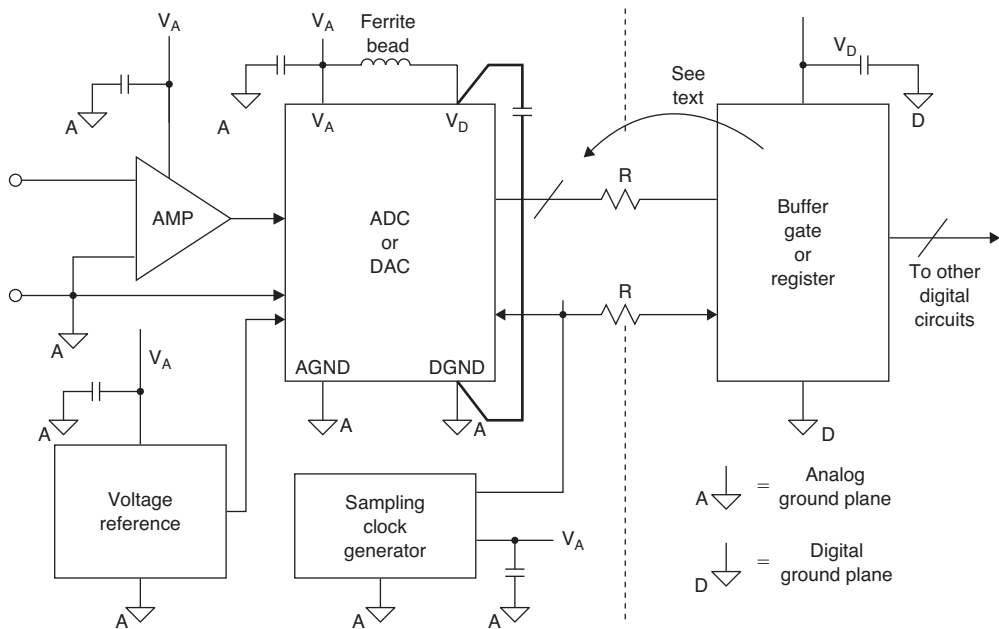 V_A
V_A
Ferrite
bead
V_D
See
text
A
A
V_A
V_D
D
AMP
ADC
or
DAC
R
Buffer
gate
or
register
To other
digital
circuits
R
A
V_A
AGND
DGND
A
A
A
D
Voltage
reference
Sampling
clock
generator
V_A
A = Analog
ground plane
D = Digital
ground plane
A
A
A